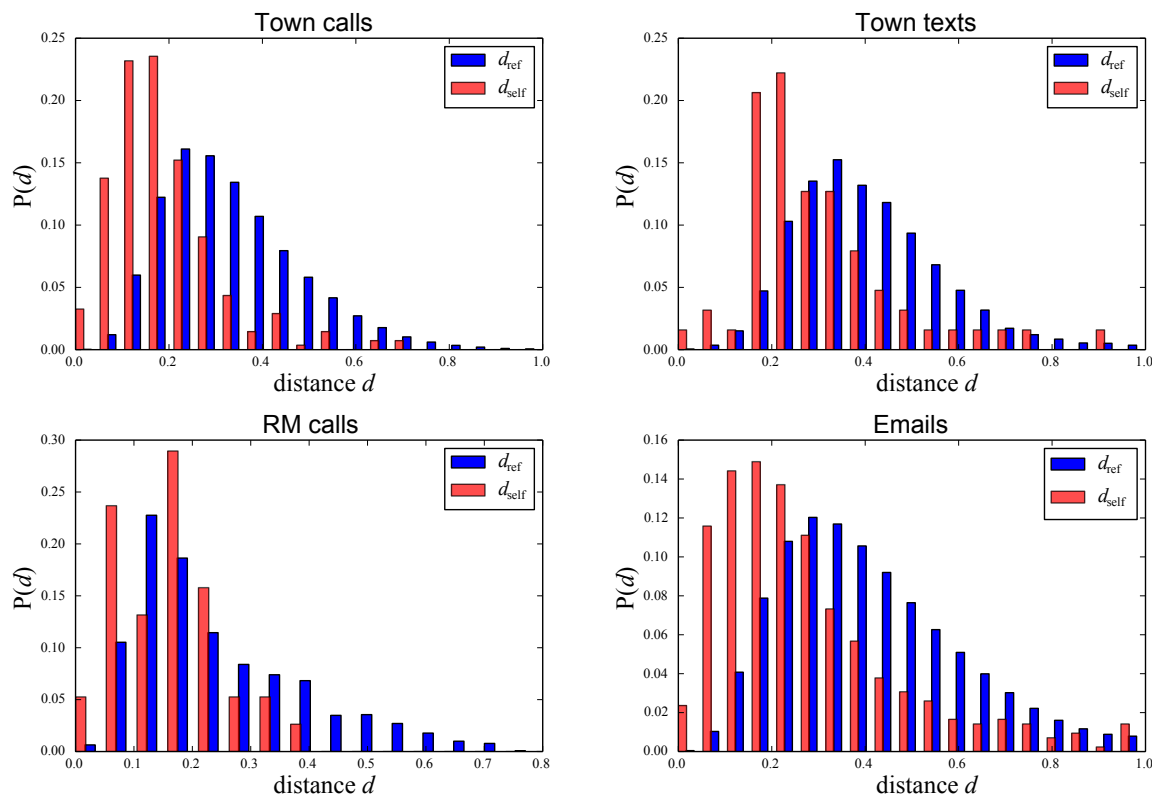 Town calls
0.25
0.20
0.15
0.10
0.05
0.00
P(d)
d_ref
d_self
0.0 0.2 0.4 0.6 0.8 1.0
distance d
Town texts
0.25
0.20
0.15
0.10
0.05
0.00
P(d)
d_ref
d_self
0.0 0.2 0.4 0.6 0.8 1.0
distance d
RM calls
0.30
0.25
0.20
0.15
0.10
0.05
0.00
P(d)
d_ref
d_self
0.0 0.1 0.2 0.3 0.4 0.5 0.6 0.7 0.8
distance d
Emails
0.16
0.14
0.12
0.10
0.08
0.06
0.04
0.02
0.00
P(d)
d_ref
d_self
0.0 0.2 0.4 0.6 0.8 1.0
distance d